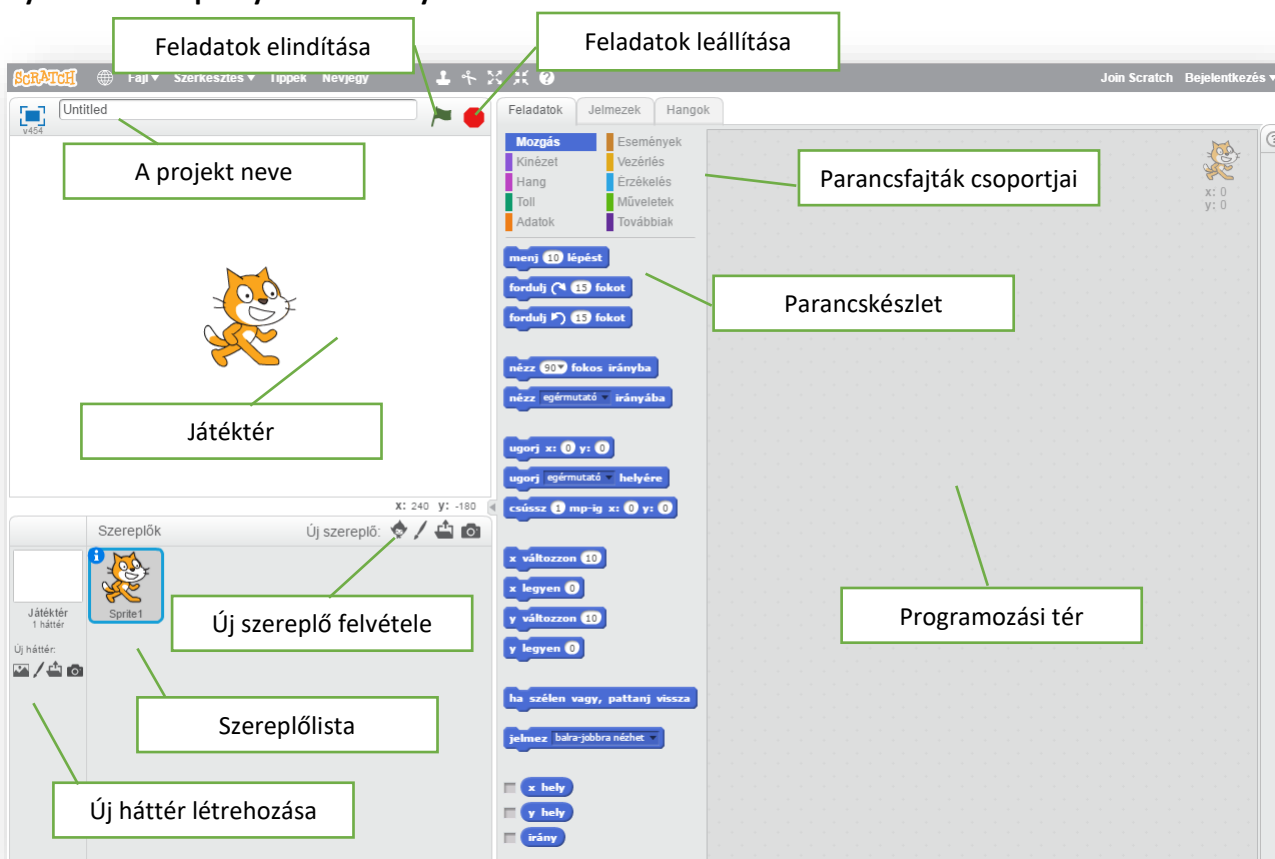 Feladatok elindítása
Feladatok leállítása
SCRATCH Fájl Szerkesztés Tippek Névjegy Join Scratch Bejelentkezés
v454
Untitled
A projekt neve
Játéktér
X: 240 y: -180
Feladatok Jelmezek Hangok
Mozgás Események
Kinézet Vezérlés
Hang Érzékelés
Toll Műveletek
Adatok Továbbiak
Parancsfajták csoportjai
x: 0
y: 0
menj 10 lépést
fordulj 15 fokot
fordulj 15 fokot
Parancskészlet
nézz 90 fokos irányba
nézz egérmutató irányába
ugorj x: 0 y: 0
ugorj egérmutató helyére
csússz 1 mp-ig x: 0 y: 0
x változzon 10
x legyen 0
y változzon 10
y legyen 0
ha szélen vagy, pattanj vissza
jelmez balra-jobbra nézhet
x hely
y hely
irány
Programozási tér
Szereplők Új szereplő:
Sprite1
Játéktér
1 háttér
Új háttér:
Új szereplő felvétele
Szereplőlista
Új háttér létrehozása